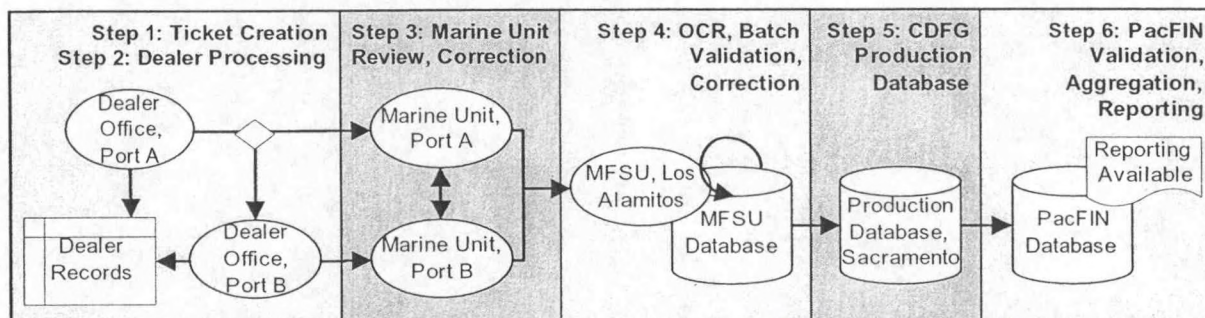 Step 1: Ticket Creation
Step 2: Dealer Processing
Step 3: Marine Unit
Review, Correction
Step 4: OCR, Batch
Validation,
Correction
Step 5: CDFG
Production
Database
Step 6: PacFIN
Validation,
Aggregation,
Reporting
Dealer
Office,
Port A
Dealer
Records
Dealer
Office,
Port B
Marine Unit,
Port A
Marine Unit,
Port B
MFSU, Los
Alamitos
MFSU
Database
Production
Database,
Sacramento
Reporting
Available
PacFIN
Database